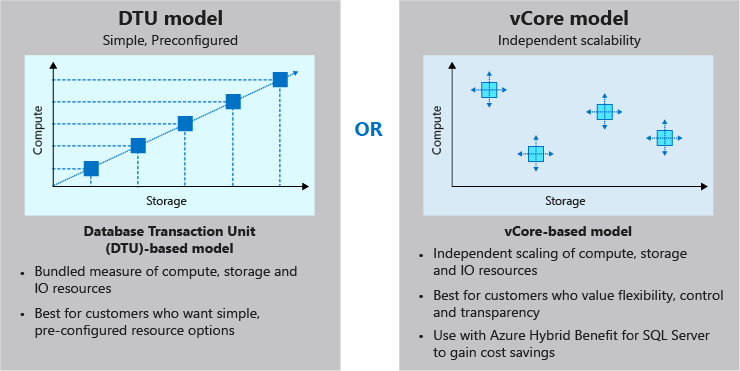 DTU model
Simple, Preconfigured
Compute
Storage
Database Transaction Unit
(DTU)-based model
• Bundled measure of compute, storage and
IO resources
• Best for customers who want simple,
pre-configured resource options
OR
vCore model
Independent scalability
Compute
Storage
vCore-based model
• Independent scaling of compute, storage
and IO resources
• Best for customers who value flexibility, control
and transparency
• Use with Azure Hybrid Benefit for SQL Server
to gain cost savings